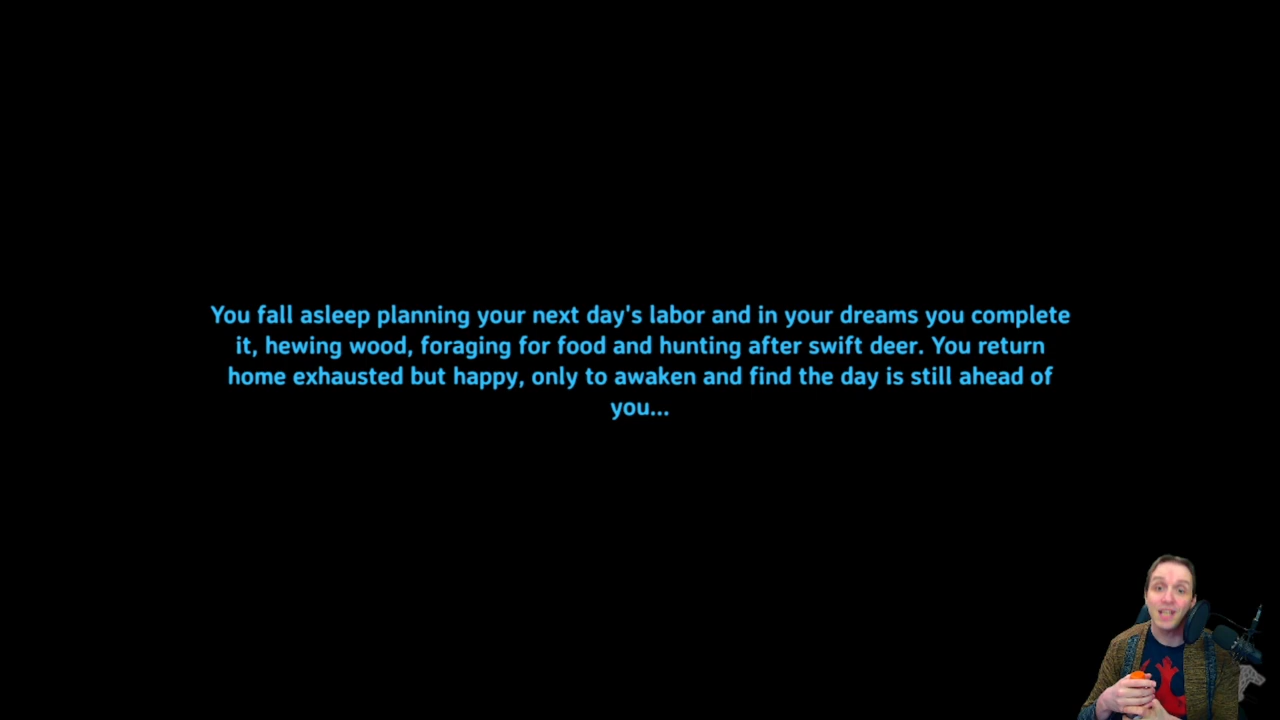 You fall asleep planning your next day's labor and in your dreams you complete
it, hewing wood, foraging for food and hunting after swift deer. You return
home exhausted but happy, only to awaken and find the day is still ahead of
you...